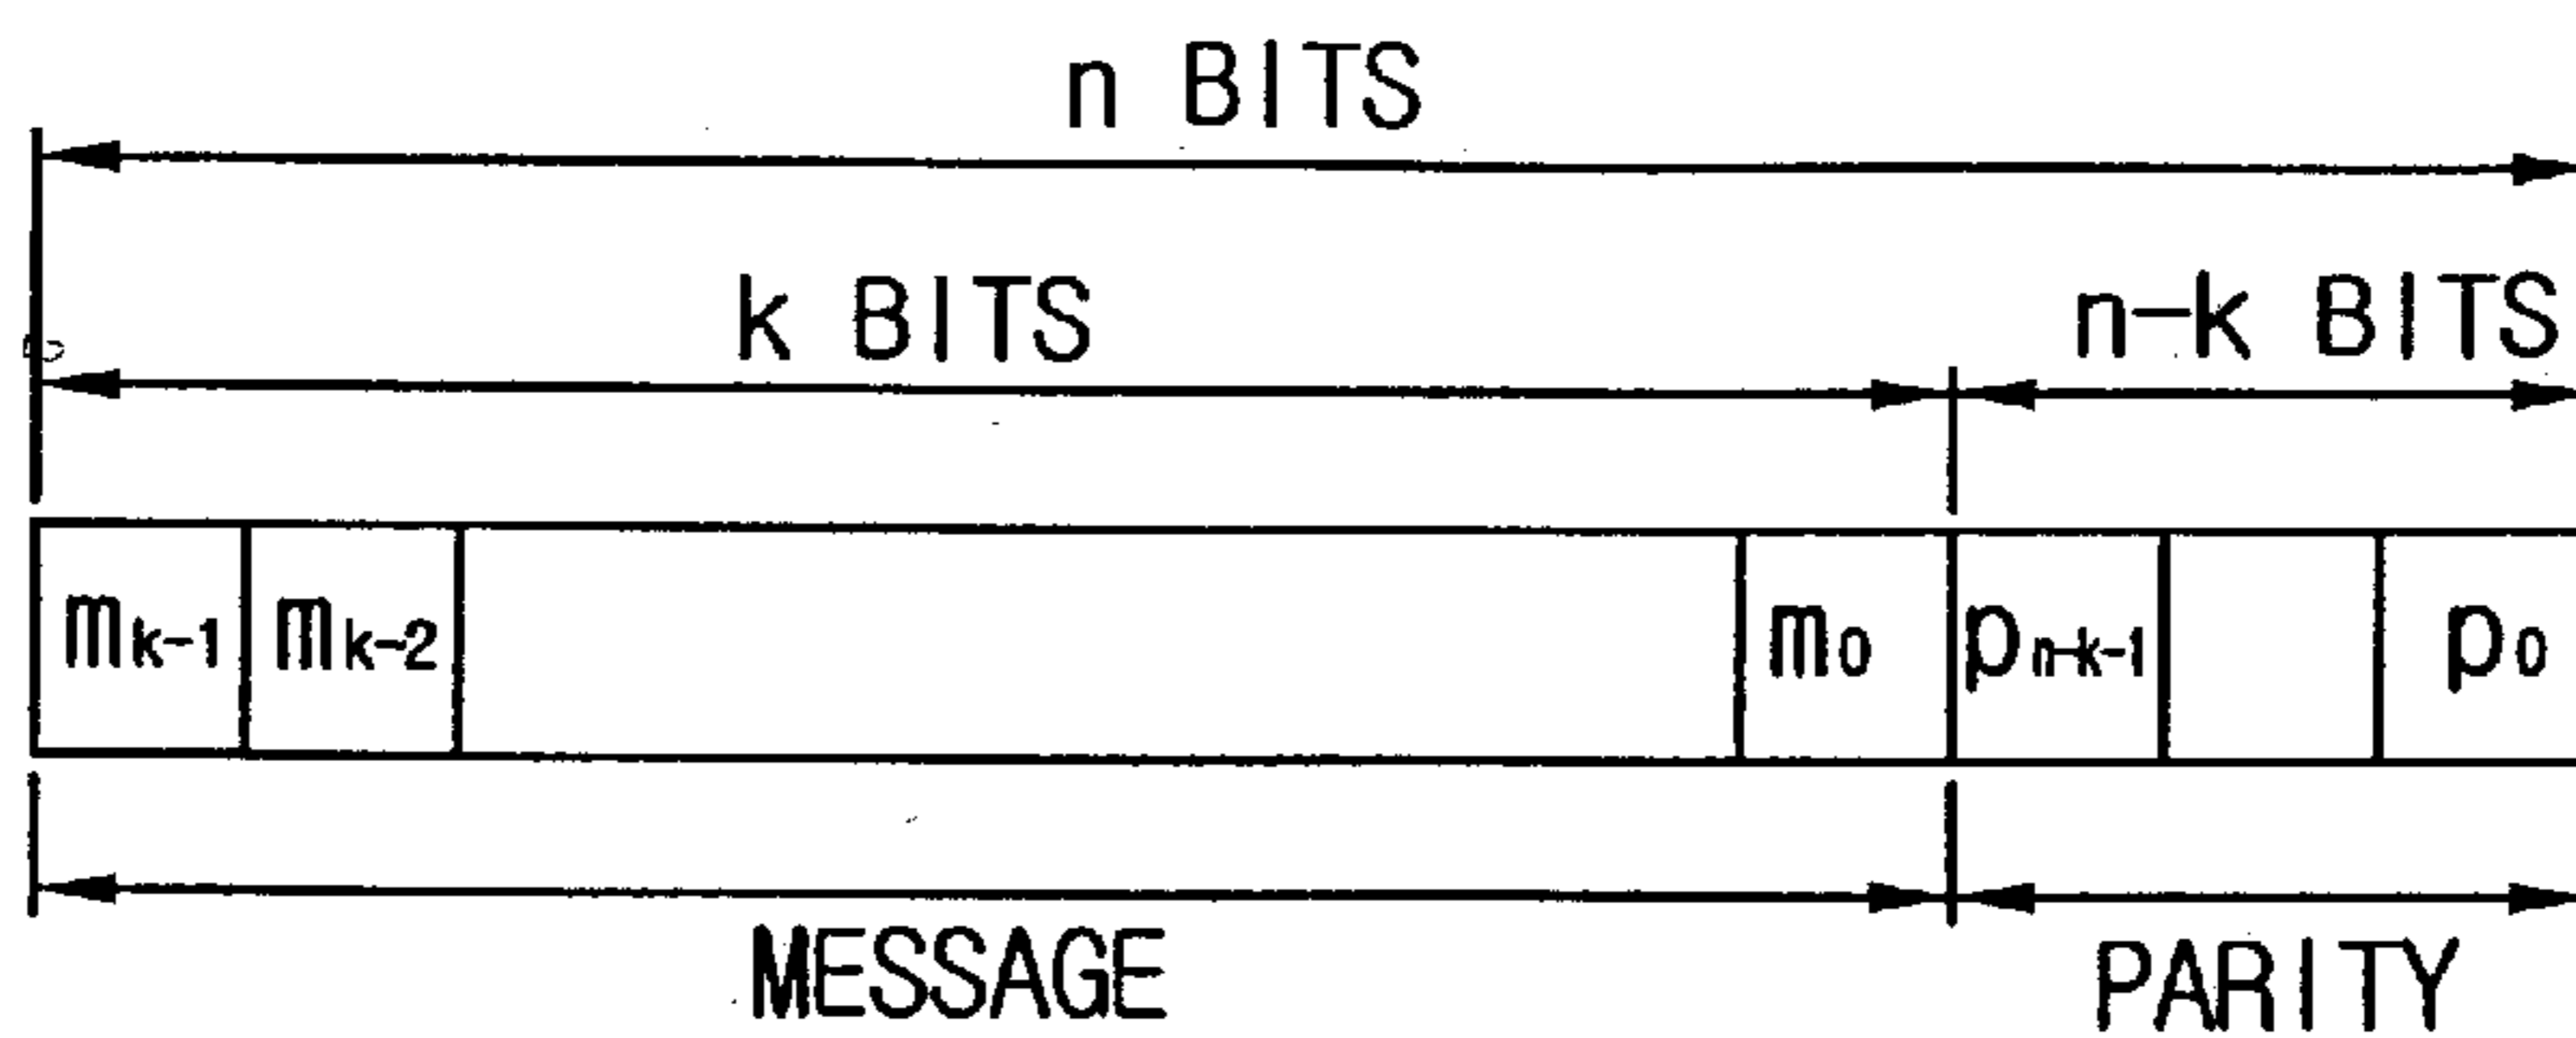 n BITS
k BITS n-k BITS
mk-1 mk-2 m0 pn-k-1 p0
MESSAGE PARITY